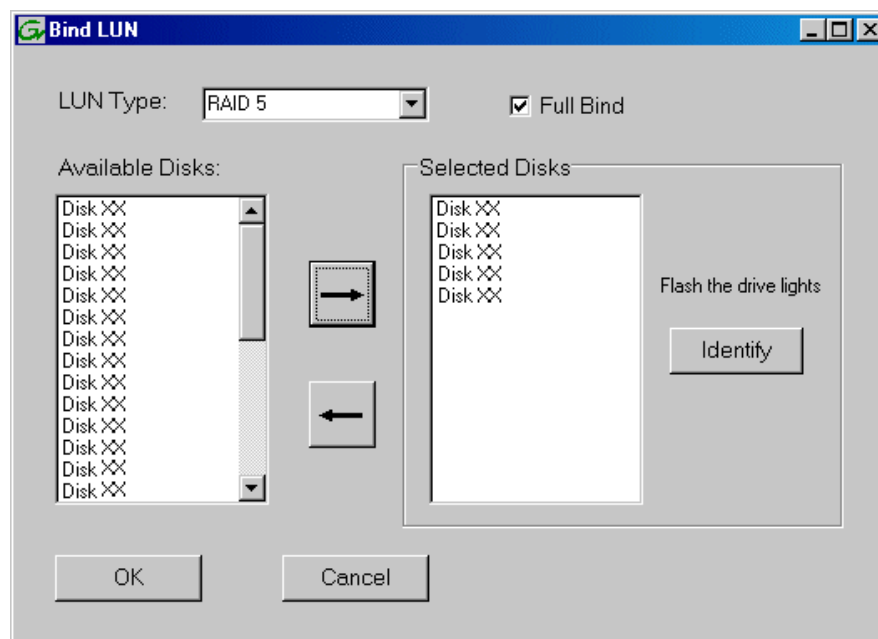 Bind LUN
LUN Type:
RAID 5
Full Bind
Available Disks:
Disk XX
Disk XX
Disk XX
Disk XX
Disk XX
Disk XX
Disk XX
Disk XX
Disk XX
Disk XX
Disk XX
Disk XX
Disk XX
Disk XX
Selected Disks
Disk XX
Disk XX
Disk XX
Disk XX
Disk XX
Flash the drive lights
Identify
OK
Cancel